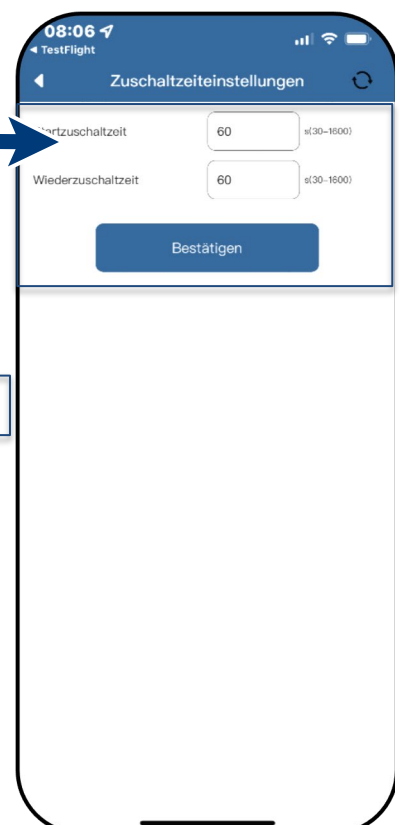 08:06
◀ TestFlight
Zuschaltzeiteinstellungen
60 s(30-1600)
Wiederzuschaltzeit 60 s(30-1600)
Bestätigen